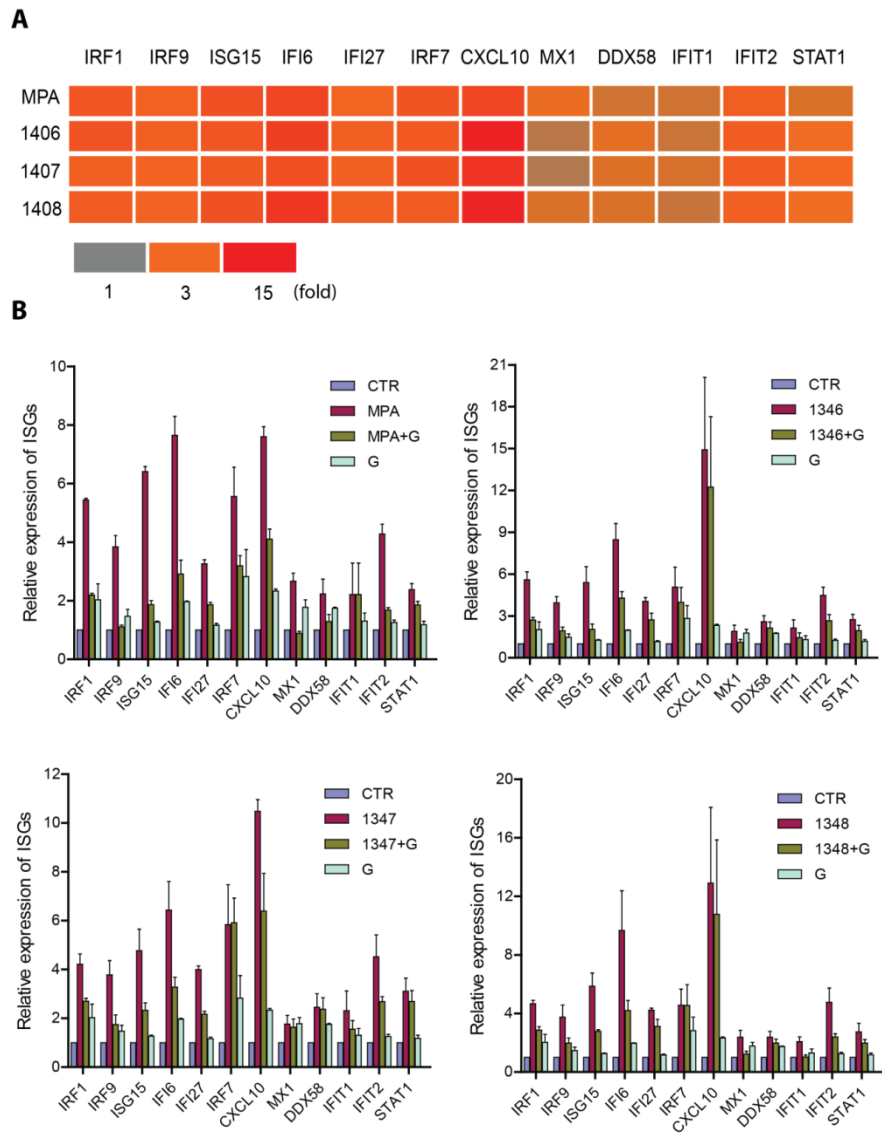 A
IRF1 IRF9 ISG15 IFI6 IFI27 IRF7 CXCL10 MX1 DDX58 IFIT1 IFIT2 STAT1
MPA
1406
1407
1408
1 3 15 (fold)
B
Relative expression of ISGs
10
8
6
4
2
0
CTR
MPA
MPA+G
G
IRF1 IRF9 ISG15 IFI6 IFI27 IRF7 CXCL10 MX1 DDX58 IFIT1 IFIT2 STAT1
Relative expression of ISGs
21
18
15
12
9
6
3
0
CTR
1346
1346+G
G
IRF1 IRF9 ISG15 IFI6 IFI27 IRF7 CXCL10 MX1 DDX58 IFIT1 IFIT2 STAT1
Relative expression of ISGs
12
10
8
6
4
2
0
CTR
1347
1347+G
G
IRF1 IRF9 ISG15 IFI6 IFI27 IRF7 CXCL10 MX1 DDX58 IFIT1 IFIT2 STAT1
Relative expression of ISGs
20
16
12
8
4
0
CTR
1348
1348+G
G
IRF1 IRF9 ISG15 IFI6 IFI27 IRF7 CXCL10 MX1 DDX58 IFIT1 IFIT2 STAT1